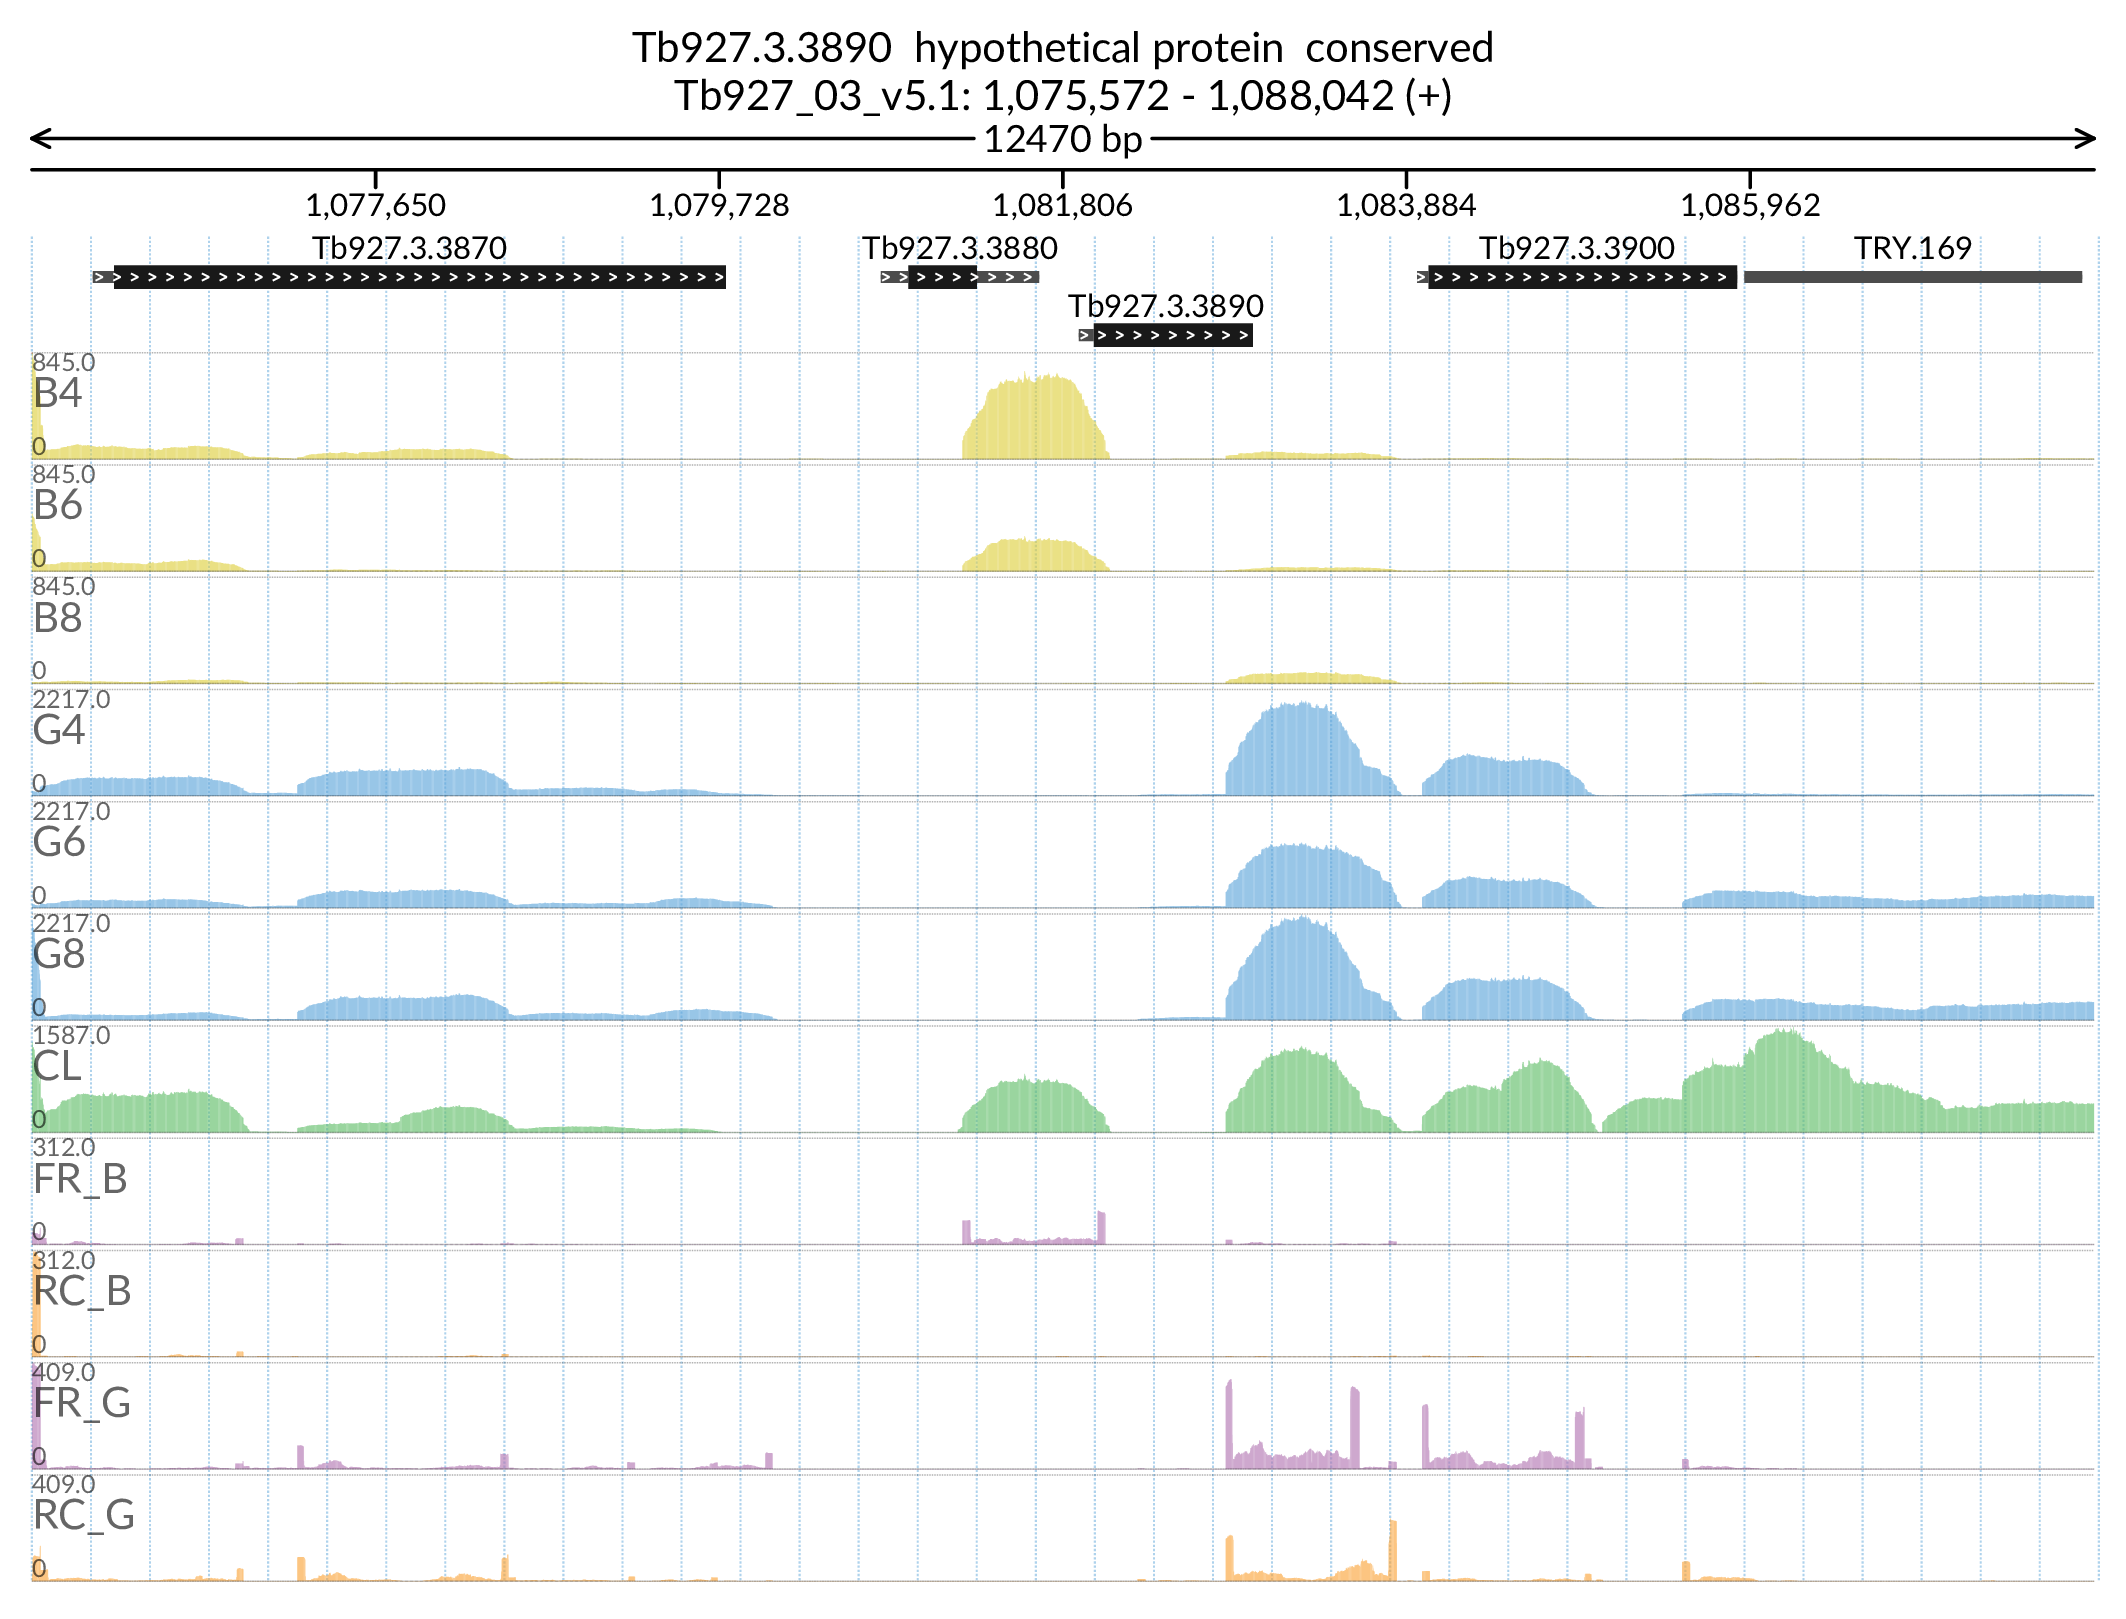 Tb927.3.3890  hypothetical protein  conserved
Tb927_03_v5.1: 1,075,572 - 1,088,042 (+)
12470 bp
1,077,650 1,079,728 1,081,806 1,083,884 1,085,962
Tb927.3.3870 Tb927.3.3880 Tb927.3.3900 TRY.169
Tb927.3.3890
845.0
B4
0
845.0
B6
0
845.0
B8
0
2217.0
G4
0
2217.0
G6
0
2217.0
G8
0
1587.0
CL
0
312.0
FR_B
0
312.0
RC_B
0
409.0
FR_G
0
409.0
RC_G
0